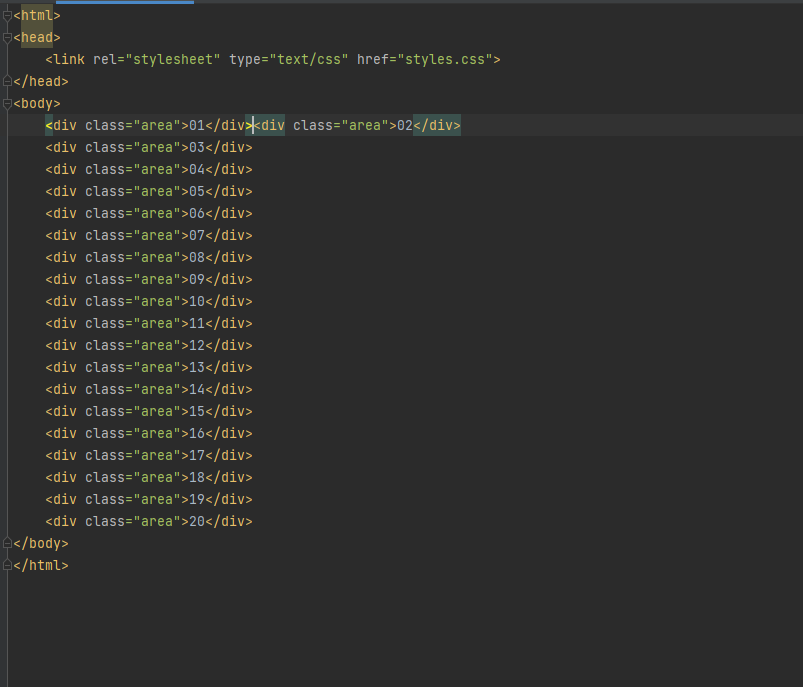 <html>
<head>
    <link rel="stylesheet" type="text/css" href="styles.css">
</head>
<body>
    <div class="area">01</div><div class="area">02</div>
    <div class="area">03</div>
    <div class="area">04</div>
    <div class="area">05</div>
    <div class="area">06</div>
    <div class="area">07</div>
    <div class="area">08</div>
    <div class="area">09</div>
    <div class="area">10</div>
    <div class="area">11</div>
    <div class="area">12</div>
    <div class="area">13</div>
    <div class="area">14</div>
    <div class="area">15</div>
    <div class="area">16</div>
    <div class="area">17</div>
    <div class="area">18</div>
    <div class="area">19</div>
    <div class="area">20</div>
</body>
</html>